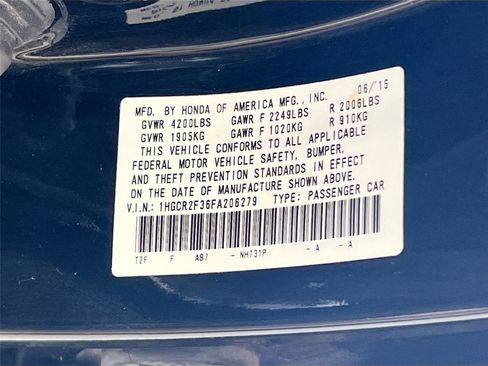 MFD. BY HONDA OF AMERICA MFG., INC. 06/15
GVWR 4200LBS GAWR F 2249LBS R 2006LBS
GVWR 1905KG GAWR F 1020KG R 910KG
THIS VEHICLE CONFORMS TO ALL APPLICABLE
FEDERAL MOTOR VEHICLE SAFETY, BUMPER,
AND THEFT PREVENTION STANDARDS IN EFFECT
ON THE DATE OF MANUFACTURE SHOWN ABOVE.
V.I.N.: 1HGCR2F36FA206279 TYPE: PASSENGER CAR
T2F F AB7 - NH731P - A - A